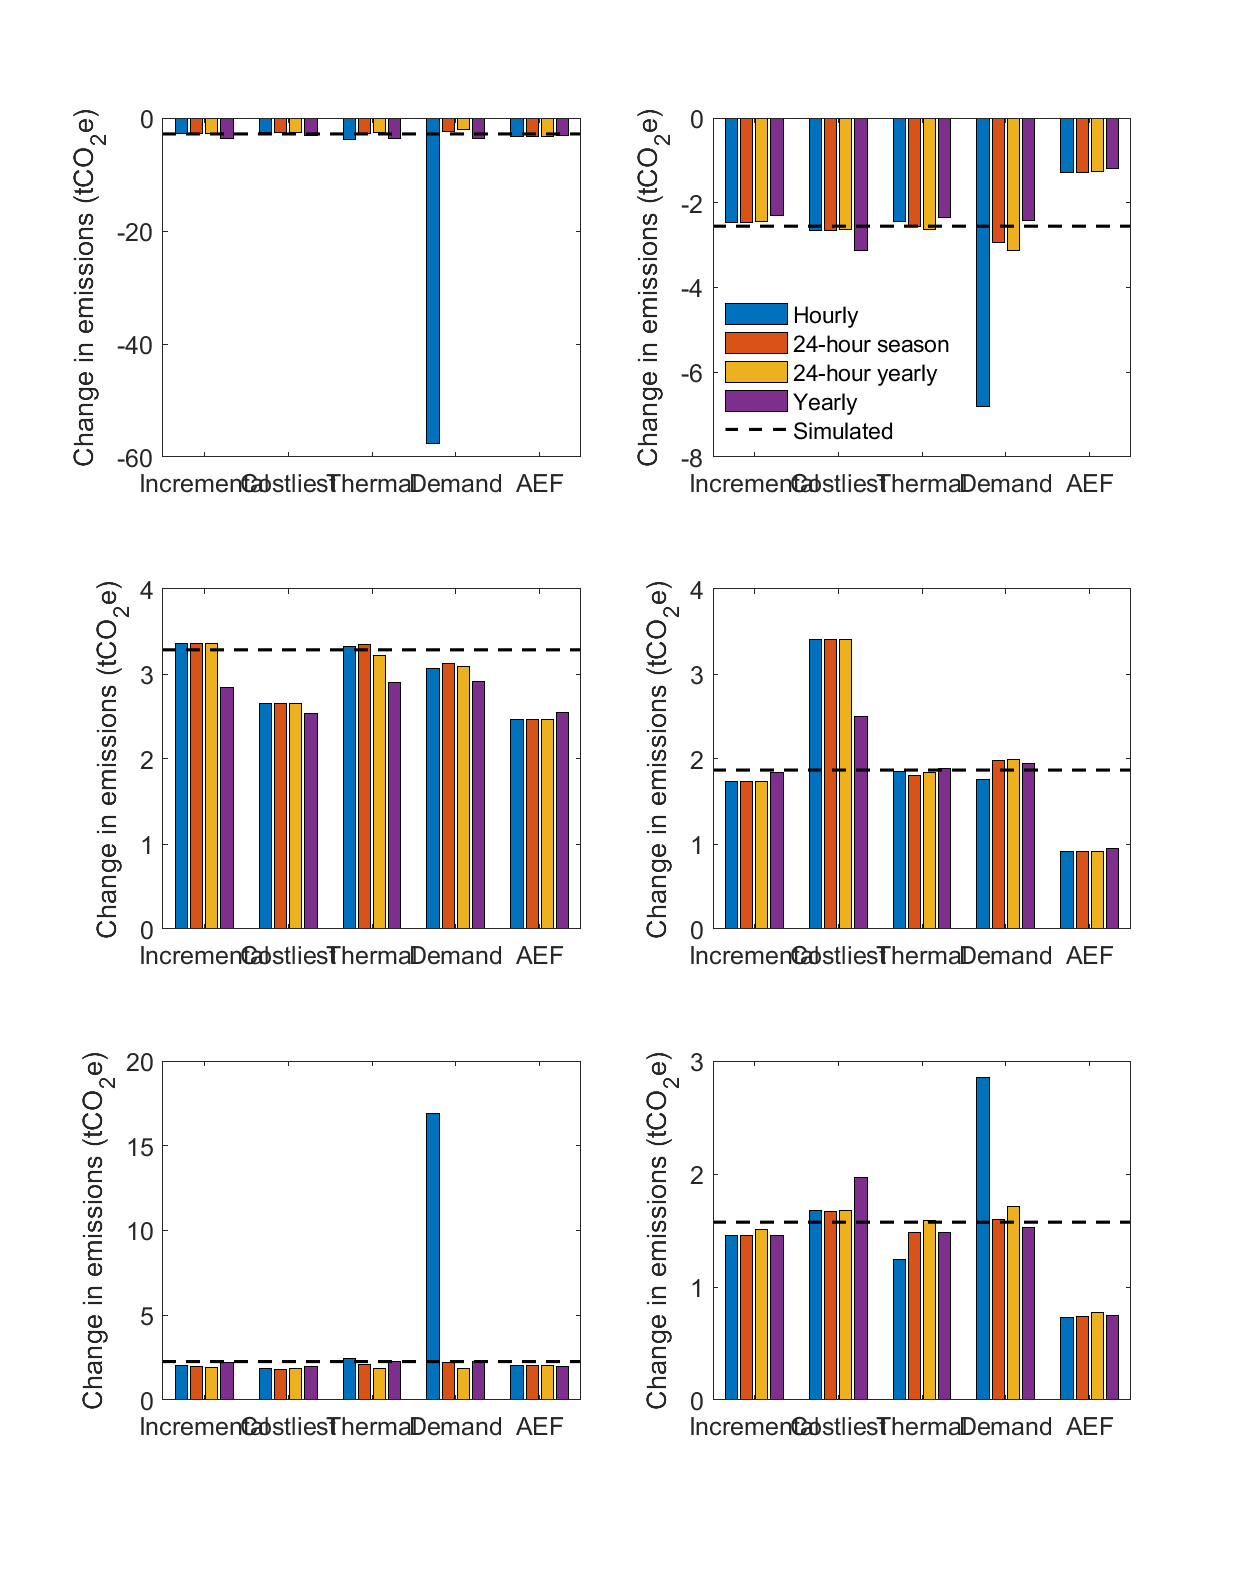 Change in emissions (tCO2e)
0
-20
-40
-60
Incremental Costliest Thermal Demand AEF
Change in emissions (tCO2e)
0
-2
-4
-6
-8
Hourly
24-hour season
24-hour yearly
Yearly
Simulated
Incremental Costliest Thermal Demand AEF
Change in emissions (tCO2e)
4
3
2
1
0
Incremental Costliest Thermal Demand AEF
Change in emissions (tCO2e)
4
3
2
1
0
Incremental Costliest Thermal Demand AEF
Change in emissions (tCO2e)
20
15
10
5
0
Incremental Costliest Thermal Demand AEF
Change in emissions (tCO2e)
3
2
1
0
Incremental Costliest Thermal Demand AEF